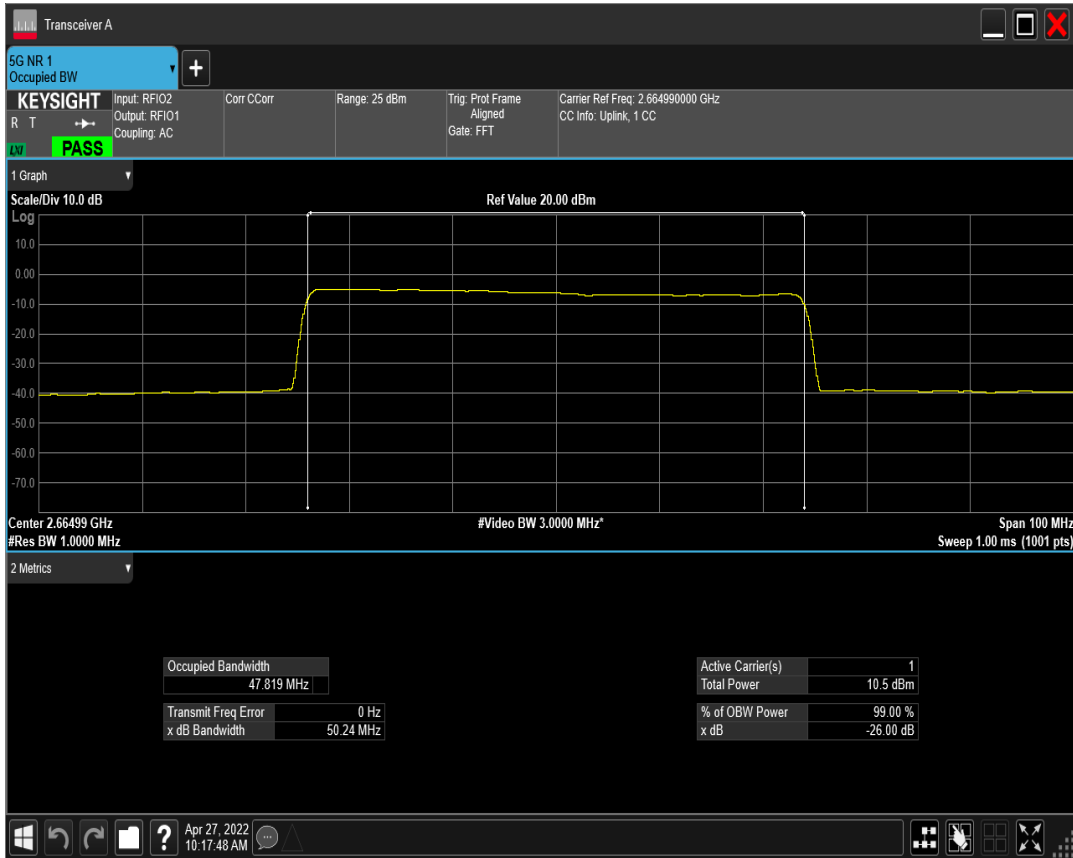 Transceiver A
5G NR 1
Occupied BW
+
KEYSIGHT
R T
LXI
PASS
Input: RFIO2
Output: RFIO1
Coupling: AC
Corr CCorr
Range: 25 dBm
Trig: Prot Frame
Aligned
Gate: FFT
Carrier Ref Freq: 2.664990000 GHz
CC Info: Uplink, 1 CC
1 Graph
Scale/Div 10.0 dB
Ref Value 20.00 dBm
Log
10.0
0.00
-10.0
-20.0
-30.0
-40.0
-50.0
-60.0
-70.0
Center 2.66499 GHz
#Video BW 3.0000 MHz*
Span 100 MHz
#Res BW 1.0000 MHz
Sweep 1.00 ms (1001 pts)
2 Metrics
Occupied Bandwidth
47.819 MHz
Transmit Freq Error 0 Hz
x dB Bandwidth 50.24 MHz
Active Carrier(s) 1
Total Power 10.5 dBm
% of OBW Power 99.00 %
x dB -26.00 dB
?
Apr 27, 2022
10:17:48 AM